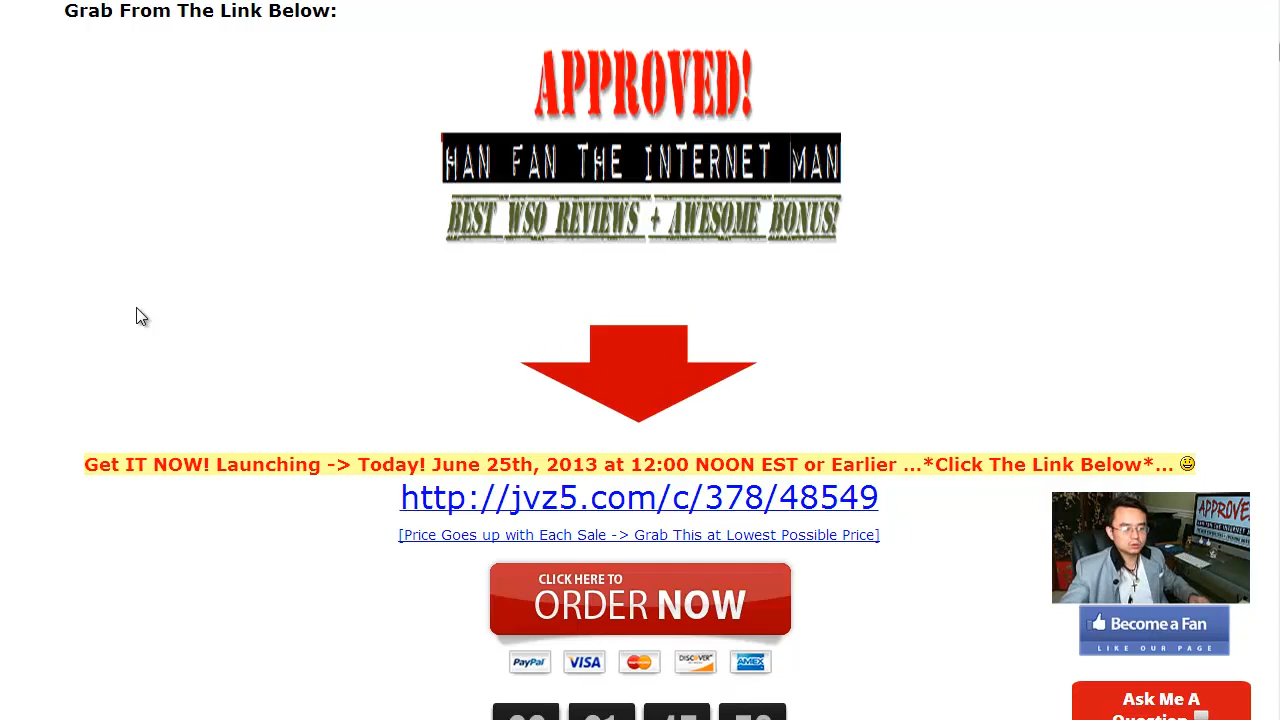 Grab From The Link Below:
APPROVED!
HAN FAN THE INTERNET MAN
BEST WSO REVIEWS + AWESOME BONUS!
Get IT NOW! Launching -> Today! June 25th, 2013 at 12:00 NOON EST or Earlier ...*Click The Link Below*...
http://jvz5.com/c/378/48549
[Price Goes up with Each Sale -> Grab This at Lowest Possible Price]
CLICK HERE TO
ORDER NOW
PayPal VISA MasterCard DISCOVER AMEX
Become a Fan
LIKE OUR PAGE
Ask Me A
Question